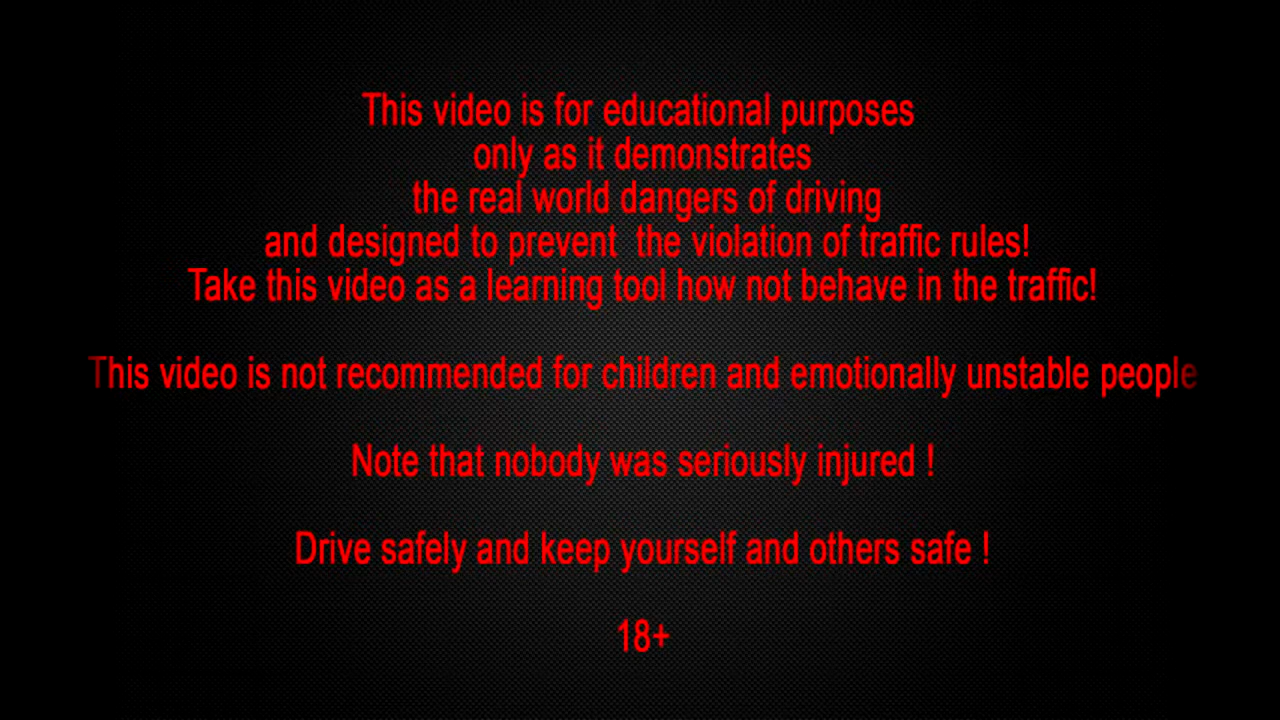 This video is for educational purposes
only as it demonstrates
the real world dangers of driving
and designed to prevent  the violation of traffic rules!
Take this video as a learning tool how not behave in the traffic!
This video is not recommended for children and emotionally unstable people
Note that nobody was seriously injured !
Drive safely and keep yourself and others safe !
18+